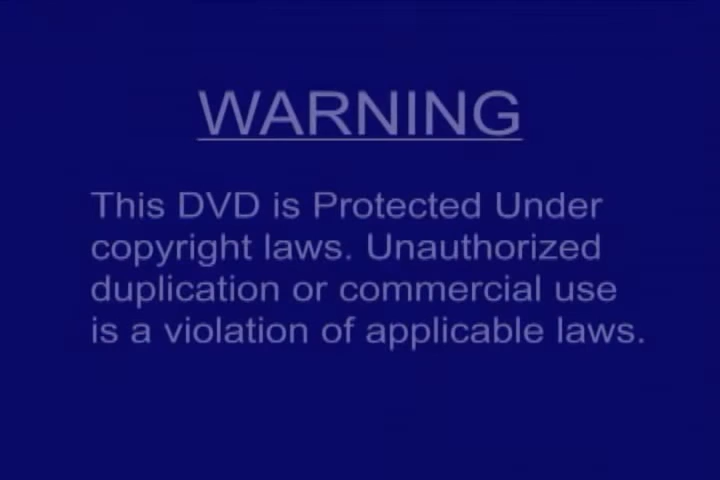 WARNING
This DVD is Protected Under
copyright laws. Unauthorized
duplication or commercial use
is a violation of applicable laws.